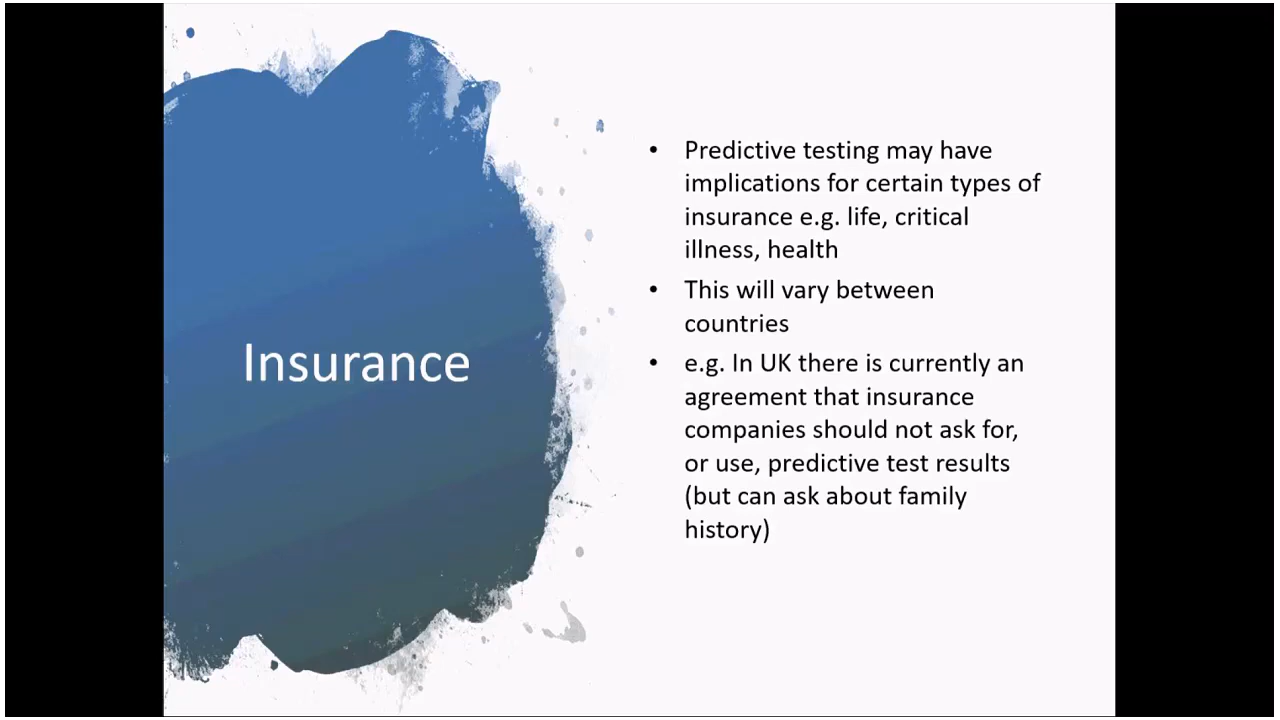 Insurance
• Predictive testing may have
implications for certain types of
insurance e.g. life, critical
illness, health
• This will vary between
countries
• e.g. In UK there is currently an
agreement that insurance
companies should not ask for,
or use, predictive test results
(but can ask about family
history)